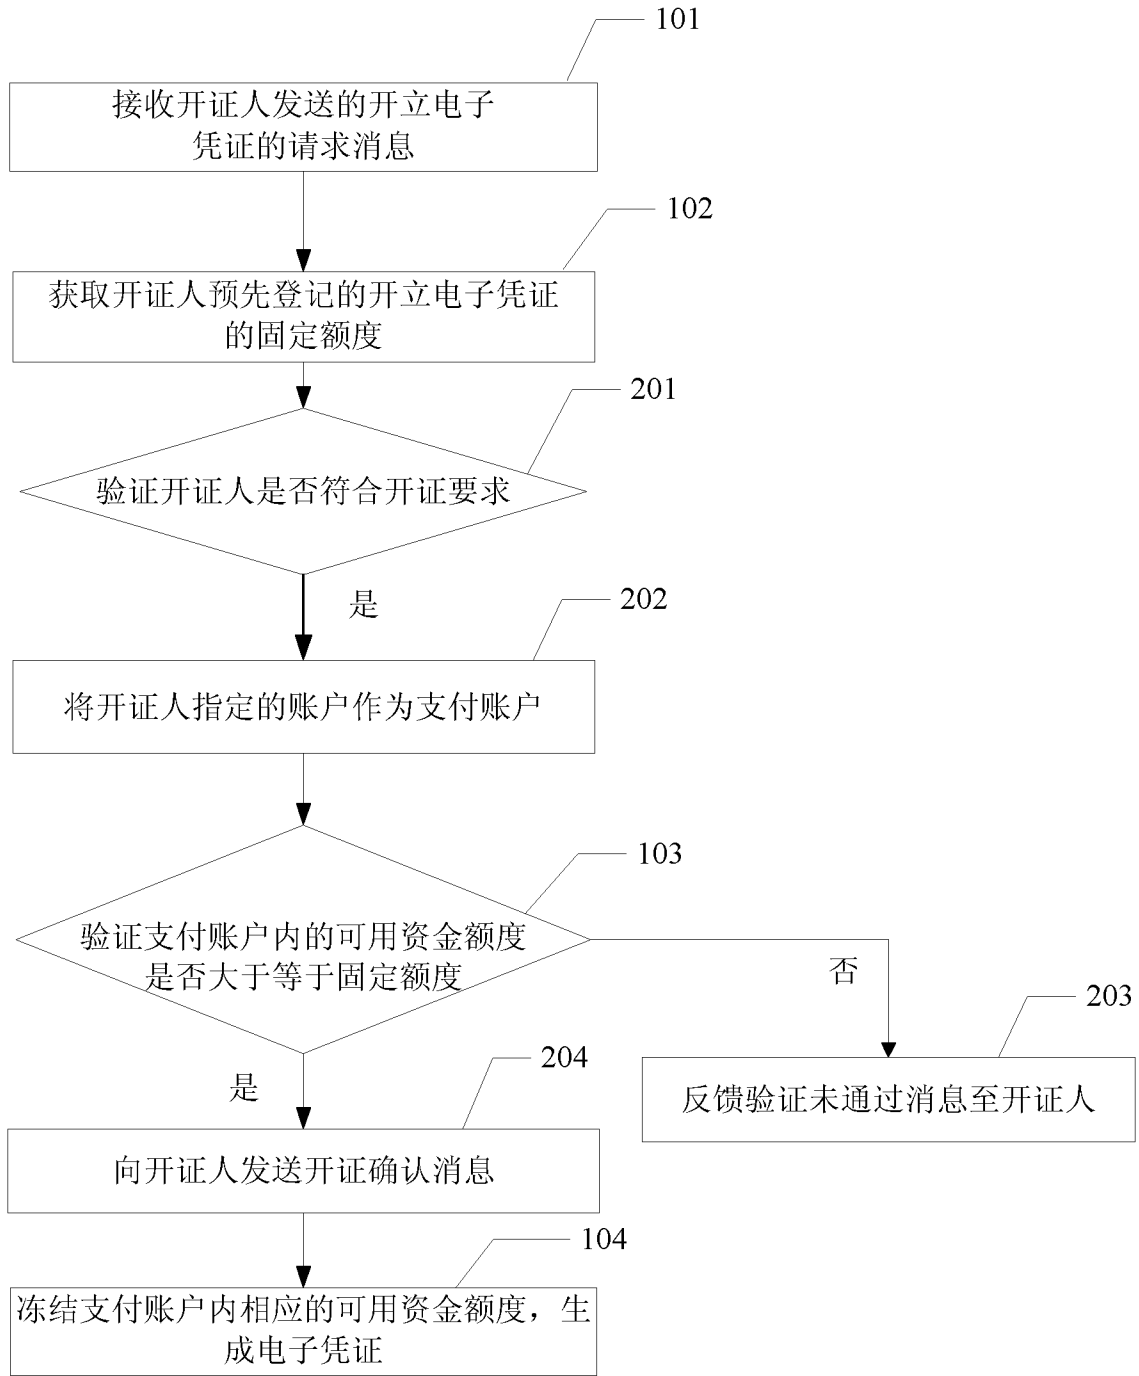 101
接收开证人发送的开立电子
凭证的请求消息
102
获取开证人预先登记的开立电子凭证
的固定额度
201
验证开证人是否符合开证要求
是
202
将开证人指定的账户作为支付账户
103
验证支付账户内的可用资金额度
是否大于等于固定额度
否
203
反馈验证未通过消息至开证人
是
204
向开证人发送开证确认消息
104
冻结支付账户内相应的可用资金额度，生
成电子凭证